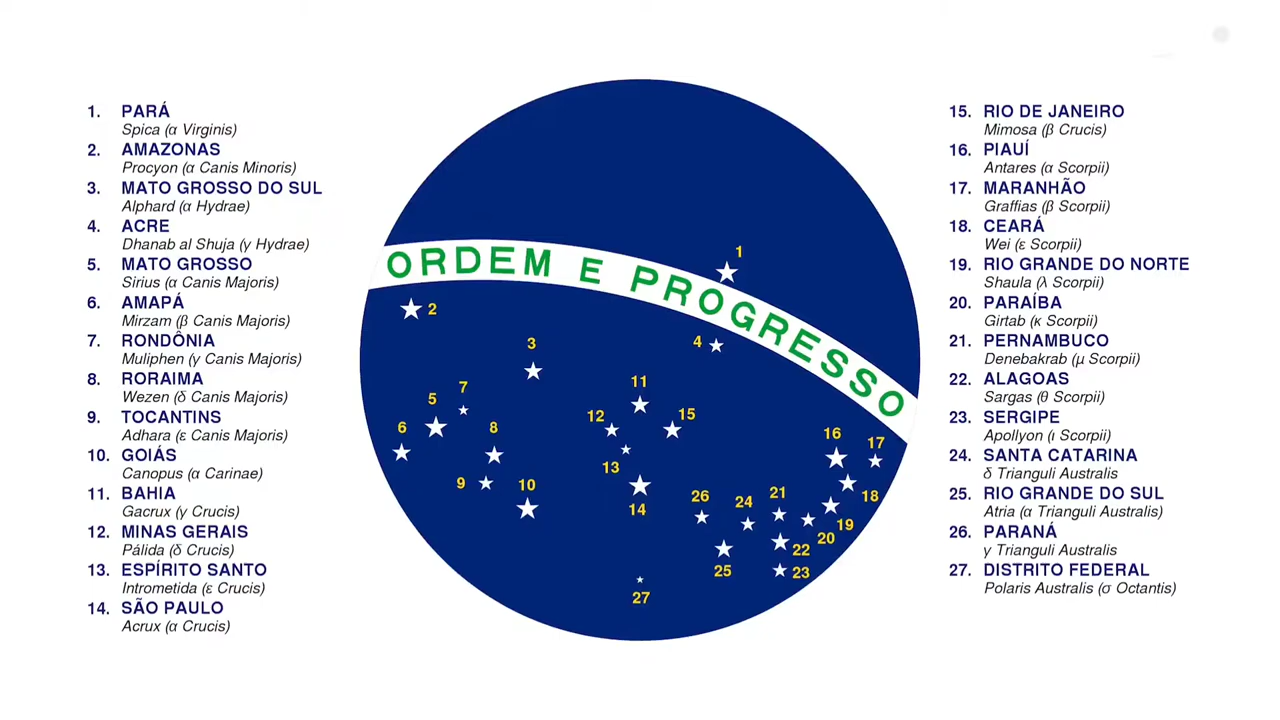 1. PARÁ
Spica (α Virginis)
2. AMAZONAS
Procyon (α Canis Minoris)
3. MATO GROSSO DO SUL
Alphard (α Hydrae)
4. ACRE
Dhanab al Shuja (γ Hydrae)
5. MATO GROSSO
Sirius (α Canis Majoris)
6. AMAPÁ
Mirzam (β Canis Majoris)
7. RONDÔNIA
Muliphen (γ Canis Majoris)
8. RORAIMA
Wezen (δ Canis Majoris)
9. TOCANTINS
Adhara (ε Canis Majoris)
10. GOIÁS
Canopus (α Carinae)
11. BAHIA
Gacrux (γ Crucis)
12. MINAS GERAIS
Pálida (δ Crucis)
13. ESPÍRITO SANTO
Intrometida (ε Crucis)
14. SÃO PAULO
Acrux (α Crucis)
ORDEM E PROGRESSO
1
2
3
4
11
7
5
12
15
6
8
16
17
13
9
10
26
24
21
18
14
19
20
22
25
23
27
15. RIO DE JANEIRO
Mimosa (β Crucis)
16. PIAUÍ
Antares (α Scorpii)
17. MARANHÃO
Graffias (β Scorpii)
18. CEARÁ
Wei (ε Scorpii)
19. RIO GRANDE DO NORTE
Shaula (λ Scorpii)
20. PARAÍBA
Girtab (κ Scorpii)
21. PERNAMBUCO
Denebakrab (μ Scorpii)
22. ALAGOAS
Sargas (θ Scorpii)
23. SERGIPE
Apollyon (ι Scorpii)
24. SANTA CATARINA
δ Trianguli Australis
25. RIO GRANDE DO SUL
Atria (α Trianguli Australis)
26. PARANÁ
γ Trianguli Australis
27. DISTRITO FEDERAL
Polaris Australis (σ Octantis)